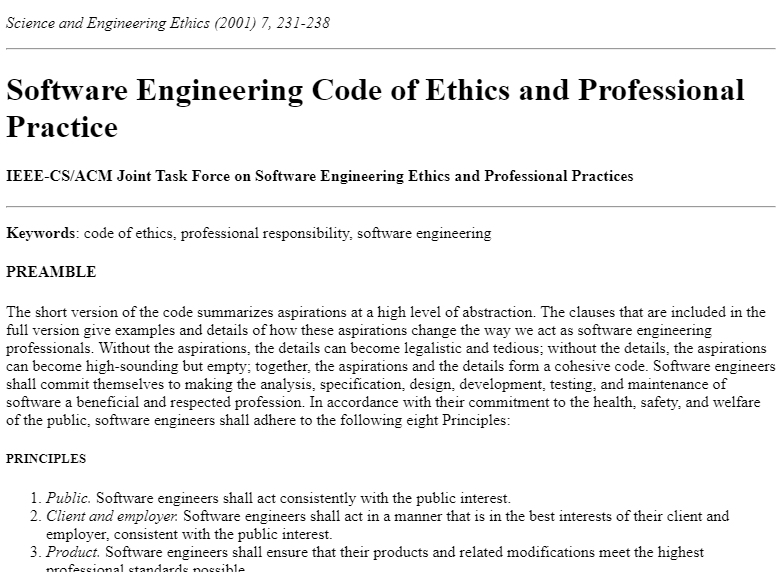 Science and Engineering Ethics (2001) 7, 231-238
Software Engineering Code of Ethics and Professional
Practice
IEEE-CS/ACM Joint Task Force on Software Engineering Ethics and Professional Practices
Keywords: code of ethics, professional responsibility, software engineering
PREAMBLE
The short version of the code summarizes aspirations at a high level of abstraction. The clauses that are included in the
full version give examples and details of how these aspirations change the way we act as software engineering
professionals. Without the aspirations, the details can become legalistic and tedious; without the details, the aspirations
can become high-sounding but empty; together, the aspirations and the details form a cohesive code. Software engineers
shall commit themselves to making the analysis, specification, design, development, testing, and maintenance of
software a beneficial and respected profession. In accordance with their commitment to the health, safety, and welfare
of the public, software engineers shall adhere to the following eight Principles:
PRINCIPLES
1. Public. Software engineers shall act consistently with the public interest.
2. Client and employer. Software engineers shall act in a manner that is in the best interests of their client and
employer, consistent with the public interest.
3. Product. Software engineers shall ensure that their products and related modifications meet the highest
professional standards possible.